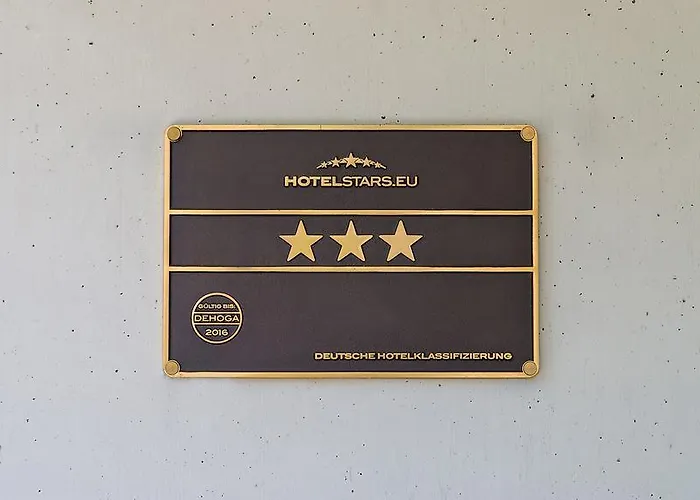 HOTELSTARS.EU
GÜLTIG BIS:
DEHOGA
2016
DEUTSCHE HOTELKLASSIFIZIERUNG